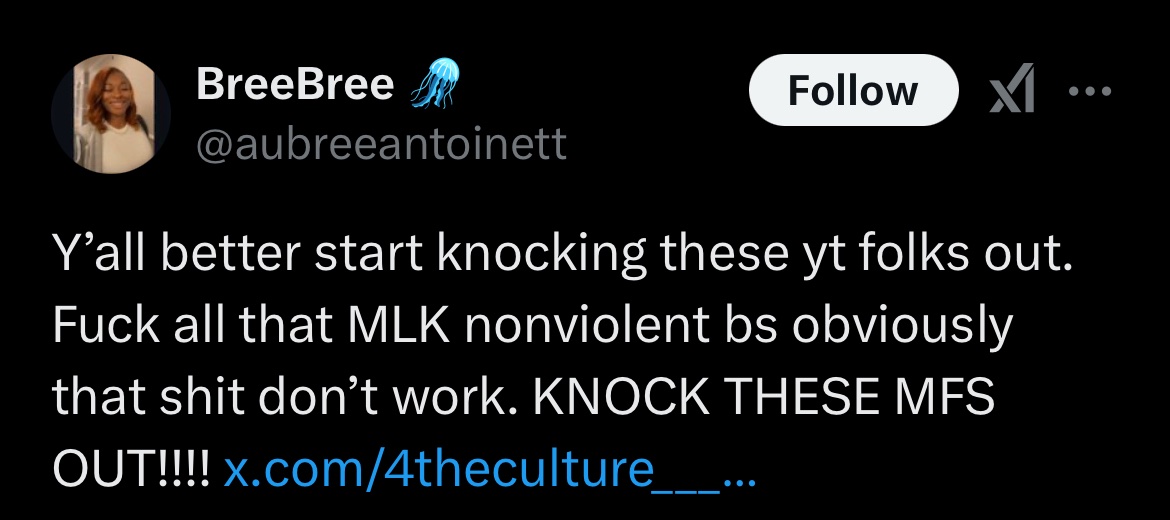 BreeBree
Follow
@aubreeantoinett
Y’all better start knocking these yt folks out.
Fuck all that MLK nonviolent bs obviously
that shit don’t work. KNOCK THESE MFS
OUT!!!! x.com/4theculture___…